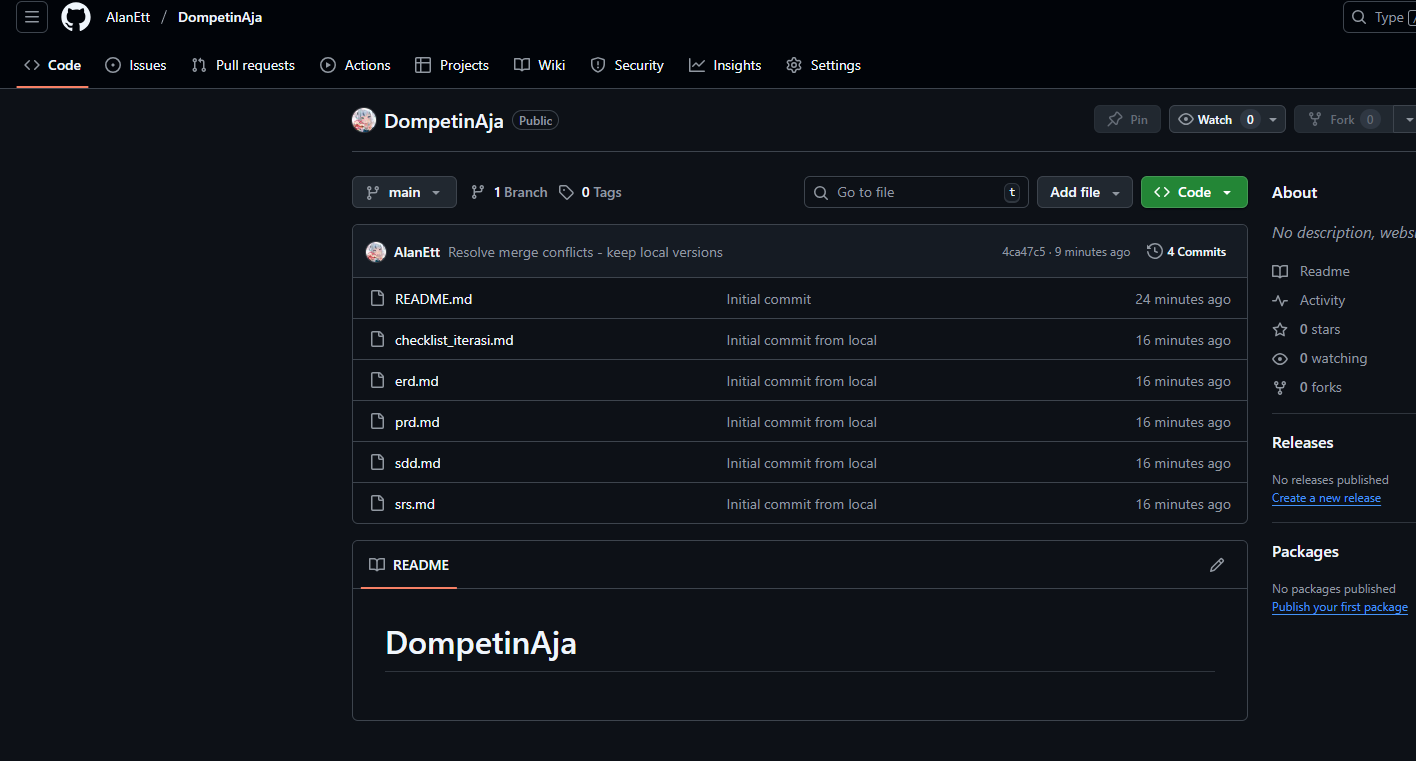 AlanEtt / DompetinAja
Type /
Code
Issues
Pull requests
Actions
Projects
Wiki
Security
Insights
Settings
DompetinAja Public
Pin
Watch 0
Fork 0
main
1 Branch
0 Tags
Go to file t
Add file
Code
AlanEtt Resolve merge conflicts - keep local versions 4ca47c5 · 9 minutes ago 4 Commits
README.md Initial commit 24 minutes ago
checklist_iterasi.md Initial commit from local 16 minutes ago
erd.md Initial commit from local 16 minutes ago
prd.md Initial commit from local 16 minutes ago
sdd.md Initial commit from local 16 minutes ago
srs.md Initial commit from local 16 minutes ago
README
DompetinAja
About
No description, websi
Readme
Activity
0 stars
0 watching
0 forks
Releases
No releases published
Create a new release
Packages
No packages published
Publish your first package